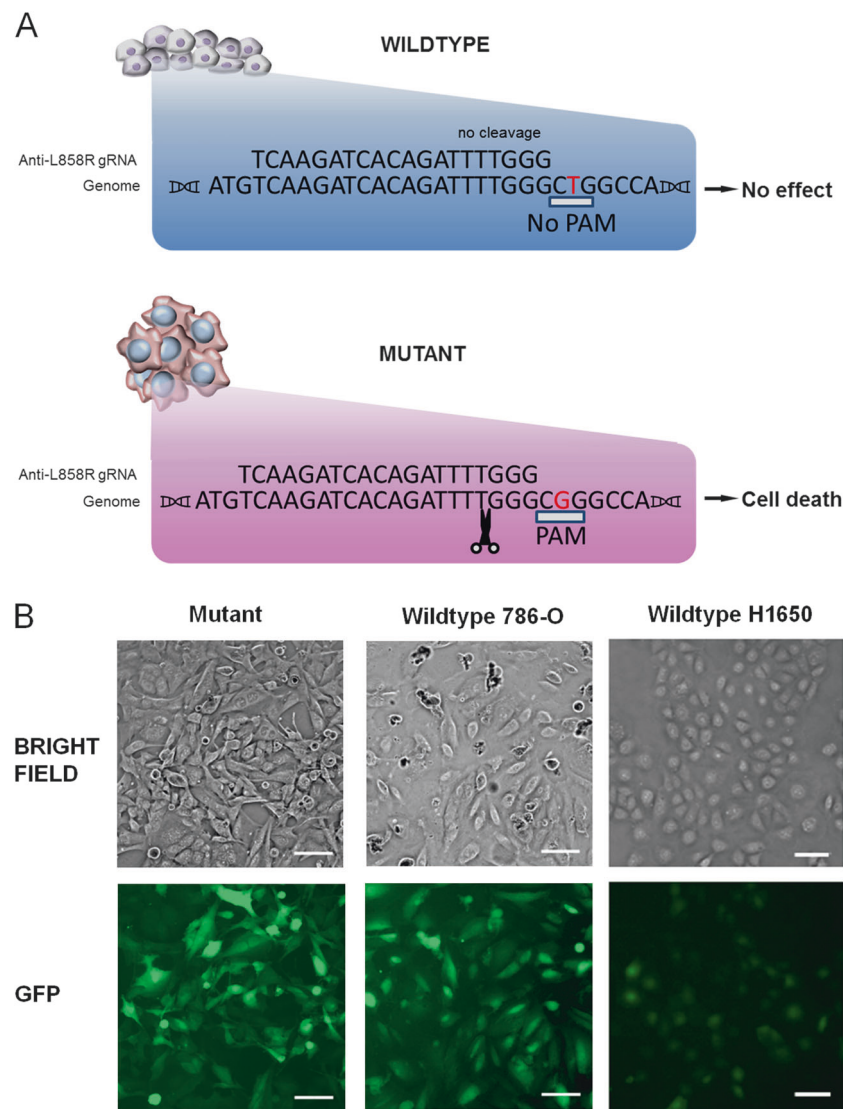 A
WILDTYPE
no cleavage
Anti-L858R gRNA
TCAAGATCACAGATTTTGGG
Genome
ATGTCAAGATCACAGATTTTGGGCTGGCCA
No effect
No PAM
MUTANT
Anti-L858R gRNA
TCAAGATCACAGATTTTGGG
Genome
ATGTCAAGATCACAGATTTTGGGCGGGCCA
Cell death
PAM
B
Mutant
Wildtype 786-O
Wildtype H1650
BRIGHT
FIELD
GFP